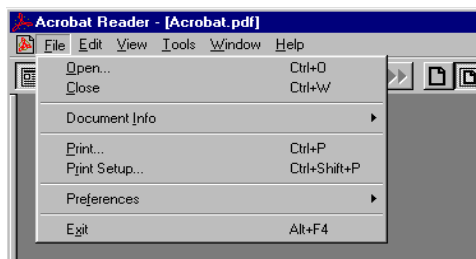 Acrobat Reader - [Acrobat.pdf]
File Edit View Tools Window Help
Open... Ctrl+O
Close Ctrl+W
Document Info
Print... Ctrl+P
Print Setup... Ctrl+Shift+P
Preferences
Exit Alt+F4